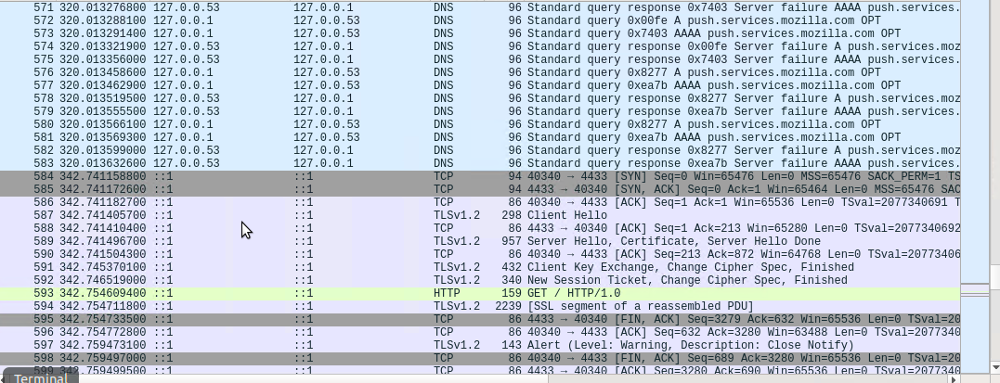 571 320.013276800 127.0.0.53 127.0.0.1 DNS 96 Standard query response 0x7403 Server failure AAAA push.services.
572 320.013288100 127.0.0.1 127.0.0.53 DNS 96 Standard query 0x00fe A push.services.mozilla.com OPT
573 320.013291400 127.0.0.1 127.0.0.53 DNS 96 Standard query 0x7403 AAAA push.services.mozilla.com OPT
574 320.013321900 127.0.0.53 127.0.0.1 DNS 96 Standard query response 0x00fe Server failure A push.services.moz
575 320.013356000 127.0.0.53 127.0.0.1 DNS 96 Standard query response 0x7403 Server failure AAAA push.services.
576 320.013458600 127.0.0.1 127.0.0.53 DNS 96 Standard query 0x8277 A push.services.mozilla.com OPT
577 320.013462900 127.0.0.1 127.0.0.53 DNS 96 Standard query 0xea7b AAAA push.services.mozilla.com OPT
578 320.013519500 127.0.0.53 127.0.0.1 DNS 96 Standard query response 0x8277 Server failure A push.services.moz
579 320.013555500 127.0.0.53 127.0.0.1 DNS 96 Standard query response 0xea7b Server failure AAAA push.services.
580 320.013566100 127.0.0.1 127.0.0.53 DNS 96 Standard query 0x8277 A push.services.mozilla.com OPT
581 320.013569300 127.0.0.1 127.0.0.53 DNS 96 Standard query 0xea7b AAAA push.services.mozilla.com OPT
582 320.013599000 127.0.0.53 127.0.0.1 DNS 96 Standard query response 0x8277 Server failure A push.services.moz
583 320.013632600 127.0.0.53 127.0.0.1 DNS 96 Standard query response 0xea7b Server failure AAAA push.services.
584 342.741158800 ::1 ::1 TCP 94 40340 → 4433 [SYN] Seq=0 Win=65476 Len=0 MSS=65476 SACK_PERM=1 TS
585 342.741172600 ::1 ::1 TCP 94 4433 → 40340 [SYN, ACK] Seq=0 Ack=1 Win=65464 Len=0 MSS=65476 SAC
586 342.741182700 ::1 ::1 TCP 86 40340 → 4433 [ACK] Seq=1 Ack=1 Win=65536 Len=0 TSval=2077340691 T
587 342.741405700 ::1 ::1 TLSv1.2 298 Client Hello
588 342.741410400 ::1 ::1 TCP 86 4433 → 40340 [ACK] Seq=1 Ack=213 Win=65280 Len=0 TSval=2077340692
589 342.741496700 ::1 ::1 TLSv1.2 957 Server Hello, Certificate, Server Hello Done
590 342.741504300 ::1 ::1 TCP 86 40340 → 4433 [ACK] Seq=213 Ack=872 Win=64768 Len=0 TSval=20773406
591 342.745370100 ::1 ::1 TLSv1.2 432 Client Key Exchange, Change Cipher Spec, Finished
592 342.746519000 ::1 ::1 TLSv1.2 340 New Session Ticket, Change Cipher Spec, Finished
593 342.754609400 ::1 ::1 HTTP 159 GET / HTTP/1.0
594 342.754711800 ::1 ::1 TLSv1.2 2239 [SSL segment of a reassembled PDU]
595 342.754733500 ::1 ::1 TCP 86 4433 → 40340 [FIN, ACK] Seq=3279 Ack=632 Win=65536 Len=0 TSval=20
596 342.754772800 ::1 ::1 TCP 86 40340 → 4433 [ACK] Seq=632 Ack=3280 Win=63488 Len=0 TSval=2077340
597 342.759473100 ::1 ::1 TLSv1.2 143 Alert (Level: Warning, Description: Close Notify)
598 342.759497000 ::1 ::1 TCP 86 40340 → 4433 [FIN, ACK] Seq=689 Ack=3280 Win=65536 Len=0 TSval=20
599 342.759499500 ::1 ::1 TCP 86 4433 → 40340 [ACK] Seq=3280 Ack=690 Win=65536 Len=0 TSval=2077340
Terminal